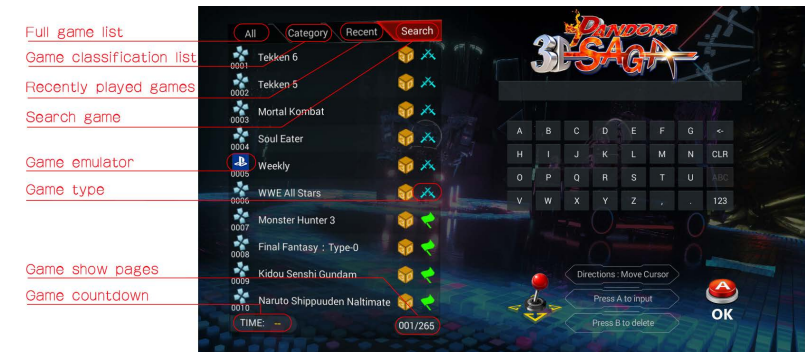 Full game list
Game classification list
Recently played games
Search game
Game emulator
Game type
Game show pages
Game countdown
All Category Recent Search
0001 Tekken 6
0002 Tekken 5
0003 Mortal Kombat
0004 Soul Eater
0005 Weekly
0006 WWE All Stars
0007 Monster Hunter 3
0008 Final Fantasy : Type-0
0009 Kidou Senshi Gundam
0010 Naruto Shippuuden Naltimate
TIME: --
001/265
PANDORA
3D SAGA
A B C D E F G <-
H I J K L M N CLR
O P Q R S T U ABC
V W X Y Z , . 123
Directions : Move Cursor
Press A to input
Press B to delete
A
OK